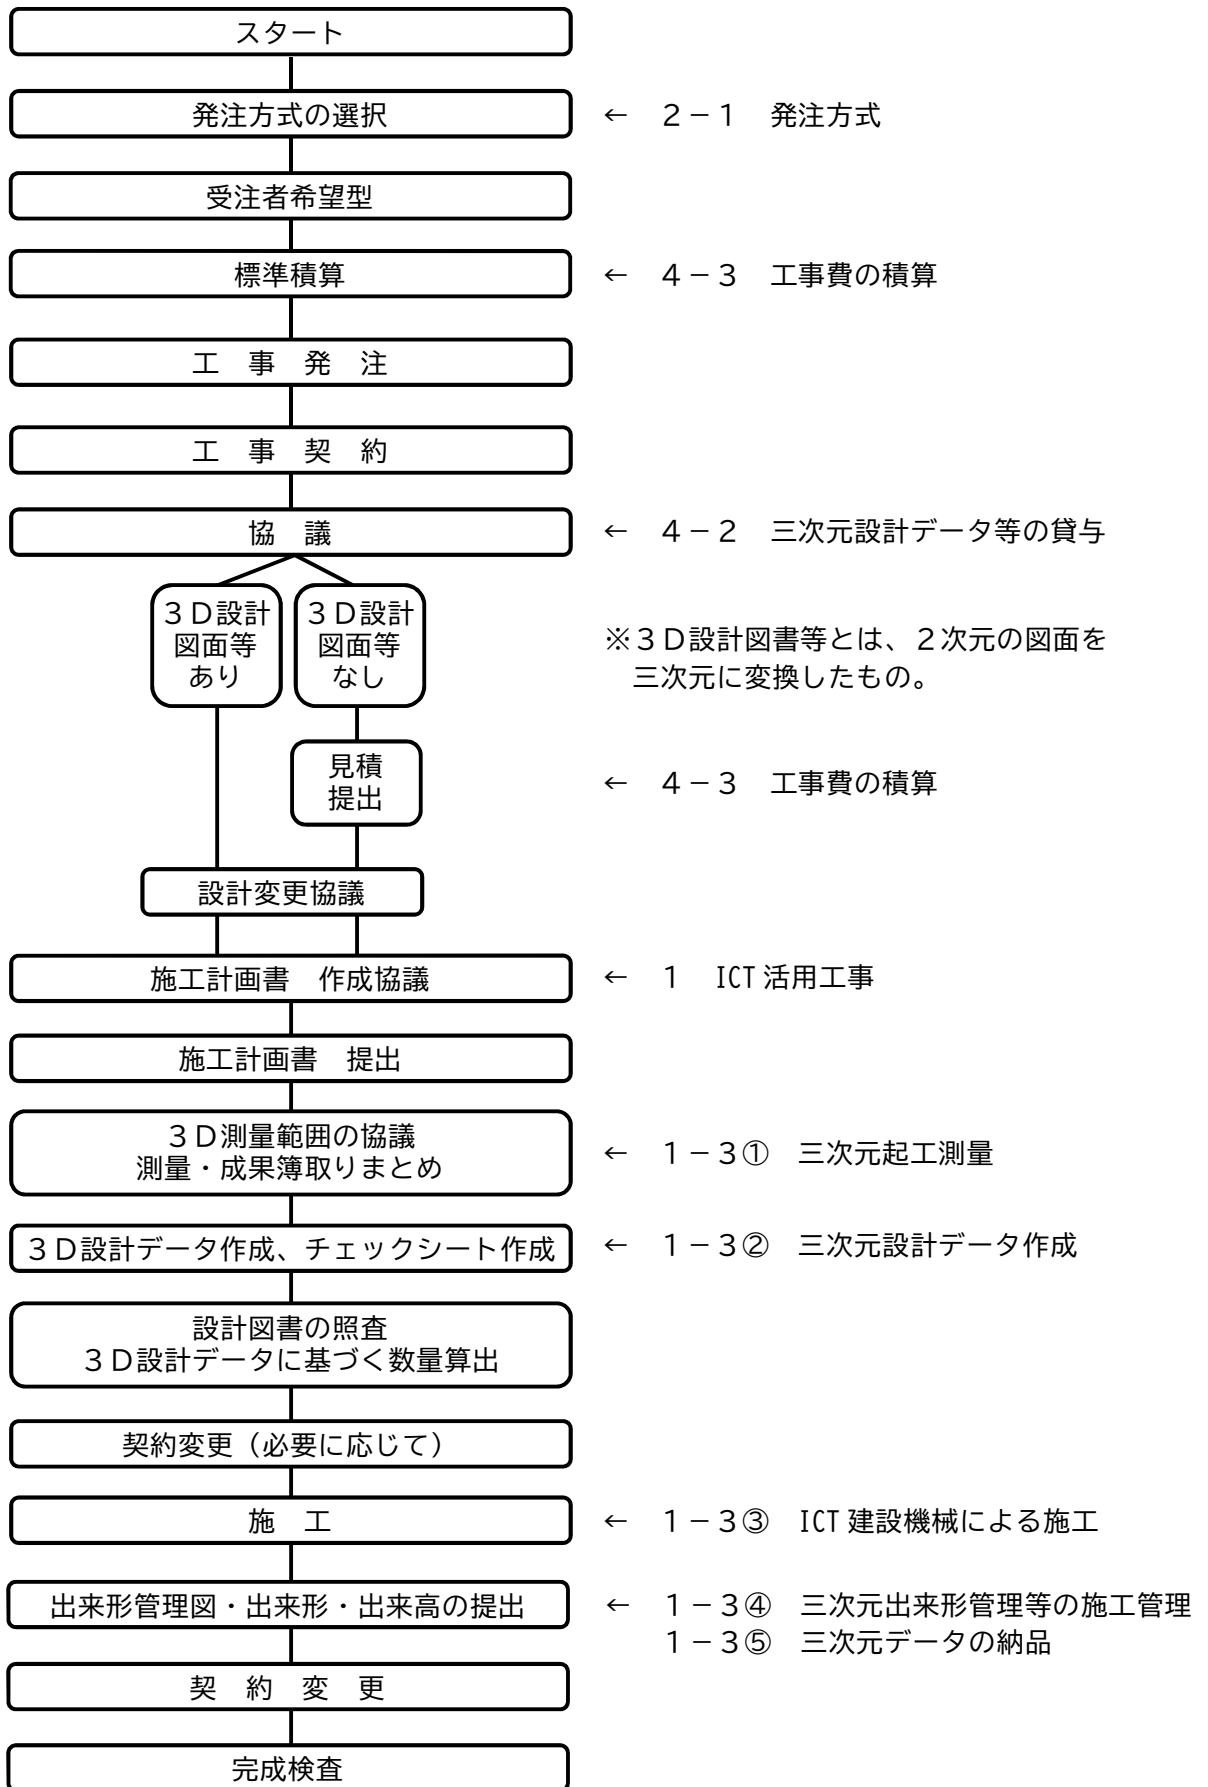 スタート
発注方式の選択
← 2－1 発注方式
受注者希望型
標準積算
← 4－3 工事費の積算
工 事 発 注
工 事 契 約
協 議
← 4－2 三次元設計データ等の貸与
3D設計
図面等
あり
3D設計
図面等
なし
※3D設計図書等とは、2次元の図面を
三次元に変換したもの。
見積
提出
← 4－3 工事費の積算
設計変更協議
施工計画書 作成協議
← 1 ICT活用工事
施工計画書 提出
3D測量範囲の協議
測量・成果簿取りまとめ
← 1－3① 三次元起工測量
3D設計データ作成、チェックシート作成
← 1－3② 三次元設計データ作成
設計図書の照査
3D設計データに基づく数量算出
契約変更（必要に応じて）
施 工
← 1－3③ ICT建設機械による施工
出来形管理図・出来形・出来高の提出
← 1－3④ 三次元出来形管理等の施工管理
1－3⑤ 三次元データの納品
契 約 変 更
完成検査